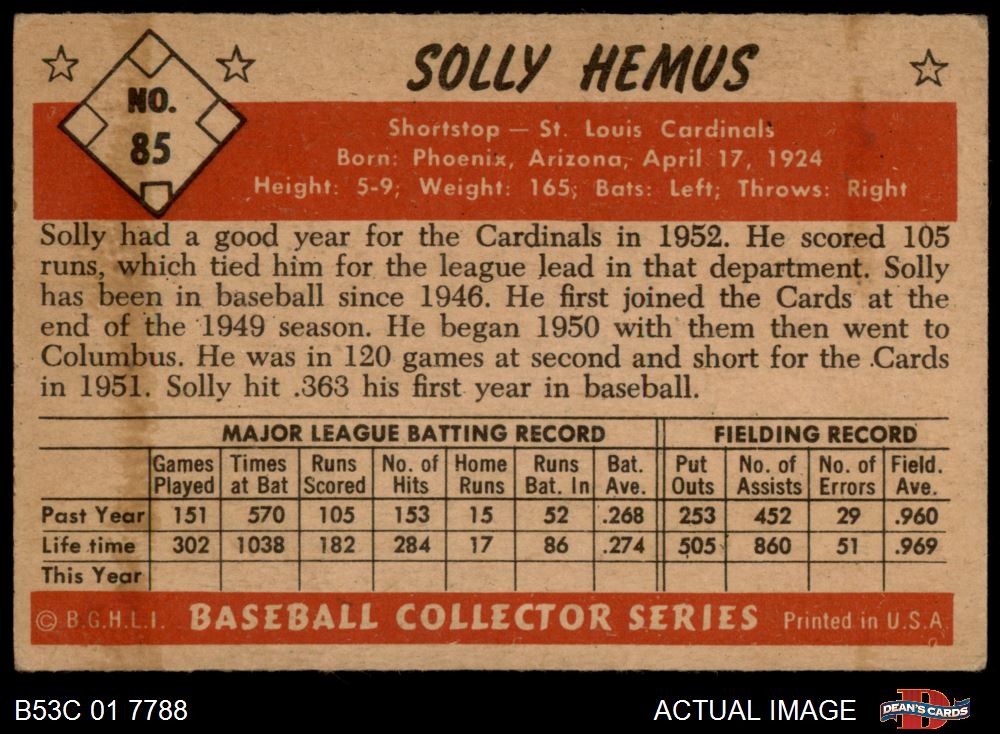 SOLLY HEMUS
NO.
85
Shortstop — St. Louis Cardinals
Born: Phoenix, Arizona, April 17, 1924
Height: 5-9; Weight: 165; Bats: Left; Throws: Right
Solly had a good year for the Cardinals in 1952. He scored 105
runs, which tied him for the league lead in that department. Solly
has been in baseball since 1946. He first joined the Cards at the
end of the 1949 season. He began 1950 with them then went to
Columbus. He was in 120 games at second and short for the Cards
in 1951. Solly hit .363 his first year in baseball.
MAJOR LEAGUE BATTING RECORD FIELDING RECORD
Games Times Runs No. of Home Runs Bat. Put No. of No. of Field.
Played at Bat Scored Hits Runs Bat. In Ave. Outs Assists Errors Ave.
Past Year 151 570 105 153 15 52 .268 253 452 29 .960
Life time 302 1038 182 284 17 86 .274 505 860 51 .969
This Year
© B.G.H.L.I. BASEBALL COLLECTOR SERIES Printed in U.S.A.
B53C 01 7788 ACTUAL IMAGE DEAN'S CARDS